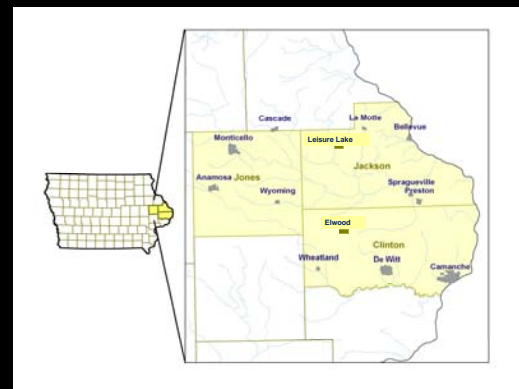 Cascade
La Motte
Bellevue
Monticello
Leisure Lake
Jackson
Anamosa Jones
Wyoming
Spragueville
Preston
Elwood
Clinton
Wheatland
De Witt
Camanche